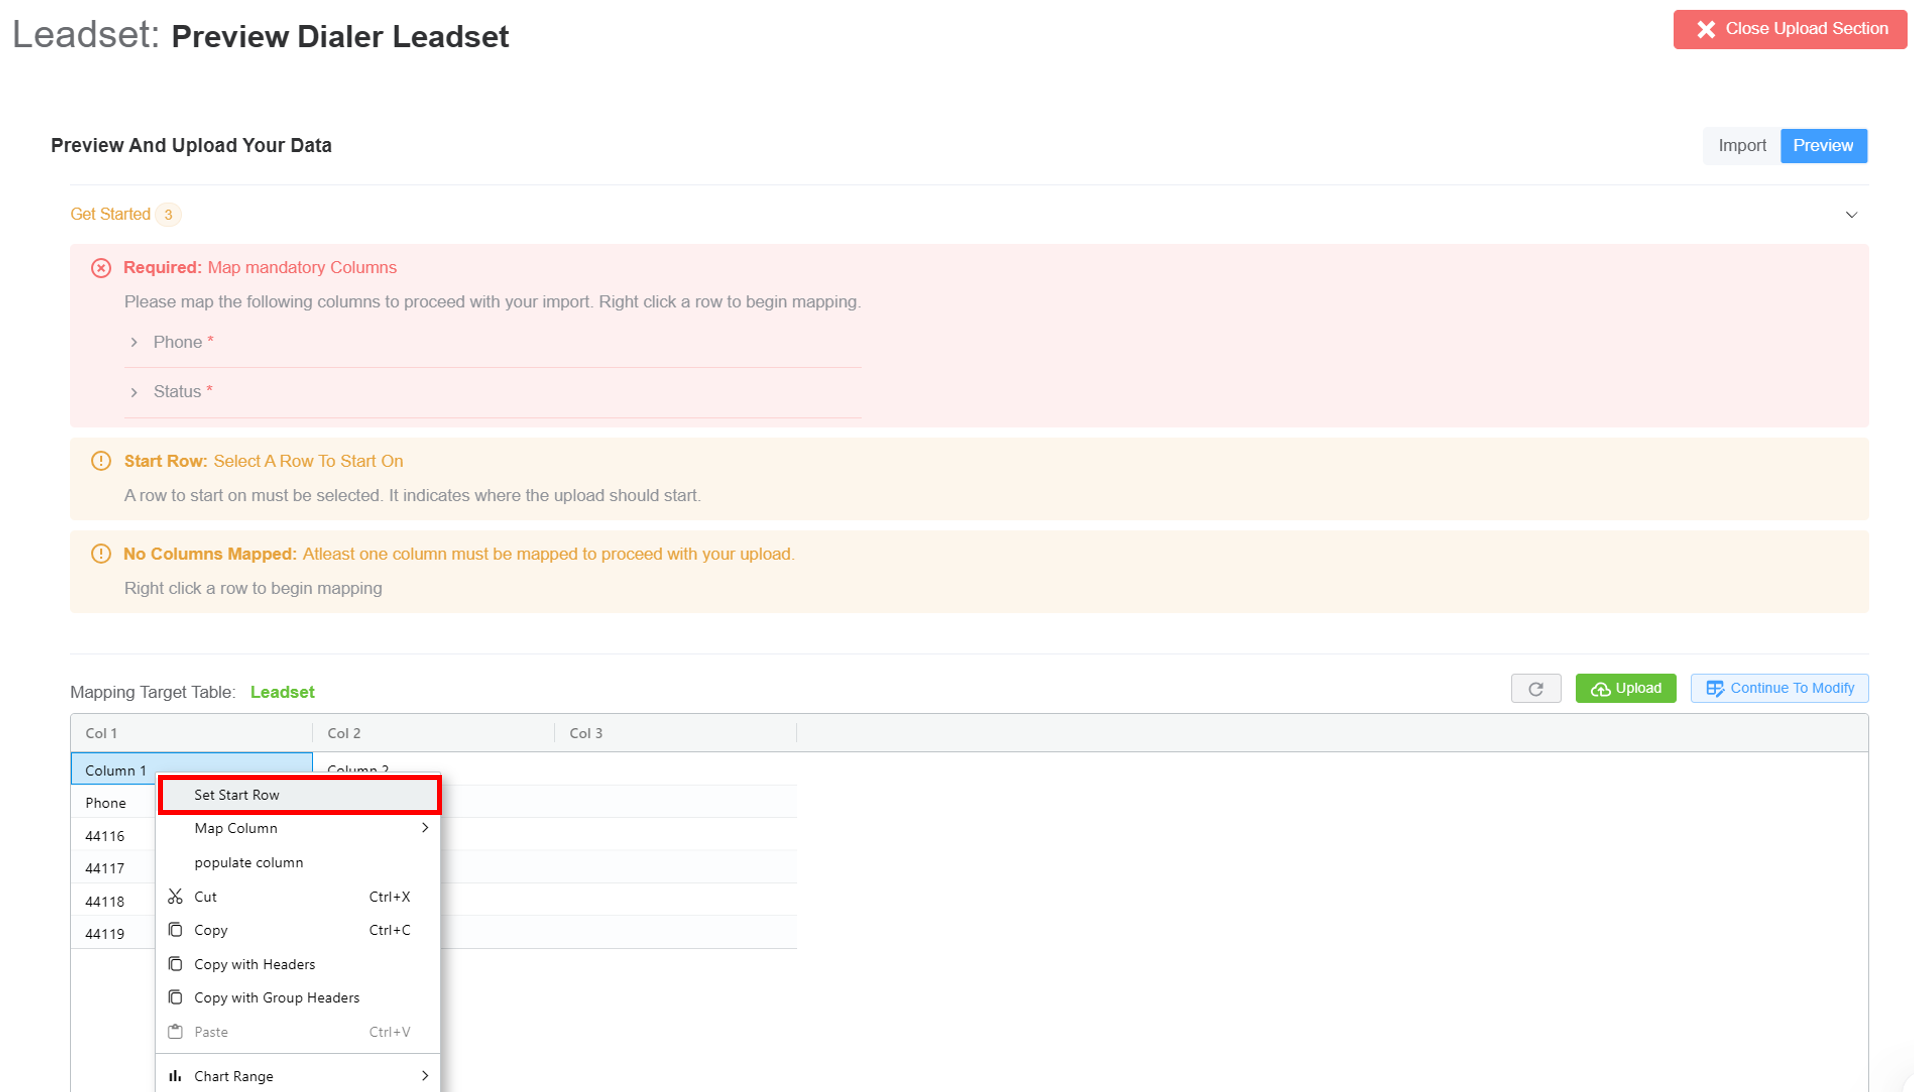 Leadset: Preview Dialer Leadset
Close Upload Section
Preview And Upload Your Data
Import
Preview
Get Started 3
Required: Map mandatory Columns
Please map the following columns to proceed with your import. Right click a row to begin mapping.
Phone *
Status *
Start Row: Select A Row To Start On
A row to start on must be selected. It indicates where the upload should start.
No Columns Mapped: Atleast one column must be mapped to proceed with your upload.
Right click a row to begin mapping
Mapping Target Table: Leadset
Upload
Continue To Modify
Col 1 Col 2 Col 3
Column 1 Column 2
Phone
44116
44117
44118
44119
Set Start Row
Map Column
populate column
Cut Ctrl+X
Copy Ctrl+C
Copy with Headers
Copy with Group Headers
Paste Ctrl+V
Chart Range